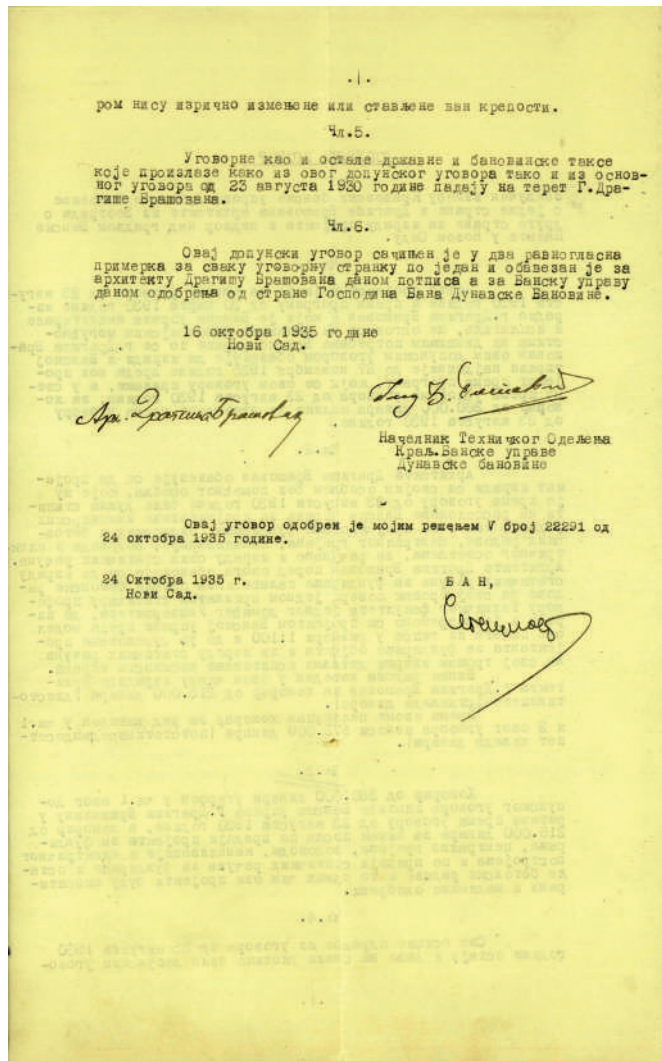 ром нису изрично измењене или стављене ван крепости.
Чл.5.
Уговорне као и остале државне и бановинске таксе
које произлазе како из овог допунског уговора тако и из основ-
ног уговора од 23 августа 1930 године падају на терет Г.Дра-
гише Брашована.
Чл.6.
Овај допунски уговор сачињен је у два равногласна
примерка за сваку уговорну странку по један и обавезан је за
архитекту Драгишу Брашована даном потписа а за Банску управу
даном одобрења од стране Господина Бана Дунавске Бановине.
16 октобра 1935 године
Нови Сад.
Арх. Драгиша Брашован
Начелник Техничког Одељења
Краљ.Банске управе
Дунавске бановине
Овај уговор одобрен је мојим решењем V број 22291 од
24 октобра 1935 године.
24 Октобра 1935 г.
Нови Сад.
БАН,